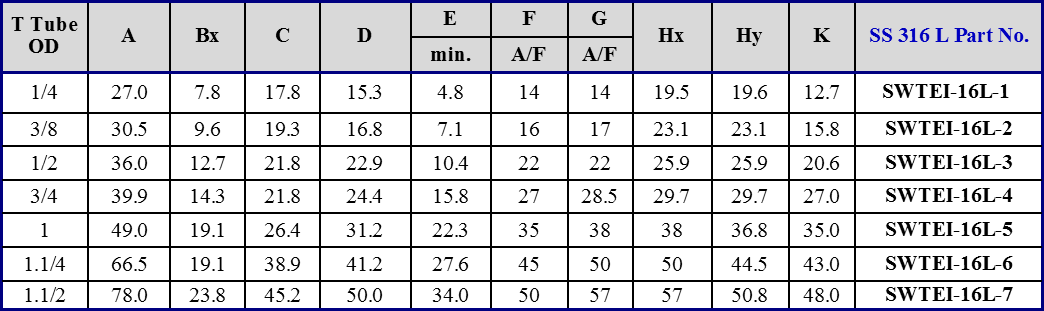 T Tube OD A Bx C D E F G Hx Hy K SS 316 L Part No.
min. A/F A/F
1/4 27.0 7.8 17.8 15.3 4.8 14 14 19.5 19.6 12.7 SWTEI-16L-1
3/8 30.5 9.6 19.3 16.8 7.1 16 17 23.1 23.1 15.8 SWTEI-16L-2
1/2 36.0 12.7 21.8 22.9 10.4 22 22 25.9 25.9 20.6 SWTEI-16L-3
3/4 39.9 14.3 21.8 24.4 15.8 27 28.5 29.7 29.7 27.0 SWTEI-16L-4
1 49.0 19.1 26.4 31.2 22.3 35 38 38 36.8 35.0 SWTEI-16L-5
1.1/4 66.5 19.1 38.9 41.2 27.6 45 50 50 44.5 43.0 SWTEI-16L-6
1.1/2 78.0 23.8 45.2 50.0 34.0 50 57 57 50.8 48.0 SWTEI-16L-7